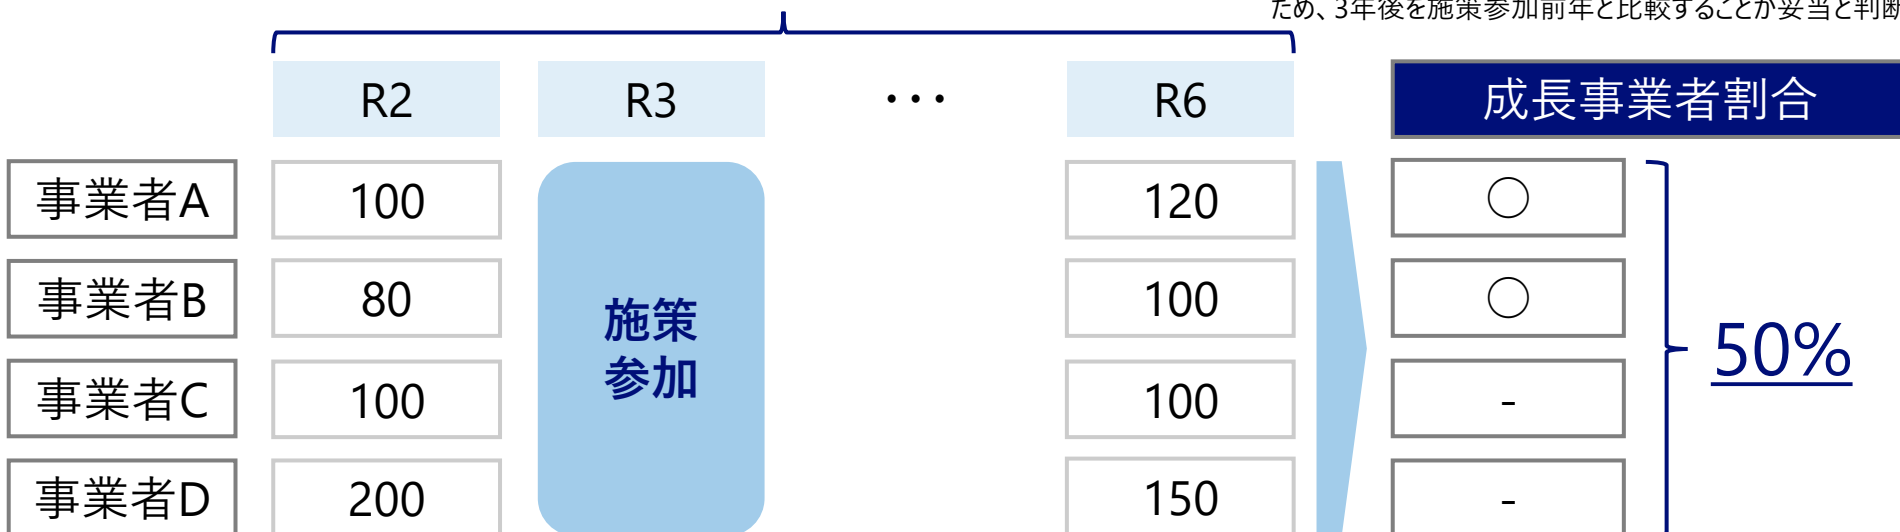 ため、3年後を施策参加前年と比較することが妥当と判断
R2 R3 ・・・ R6 成長事業者割合
事業者A 100 120 ○
事業者B 80 100 ○
施策
参加
50%
事業者C 100 100 -
事業者D 200 150 -